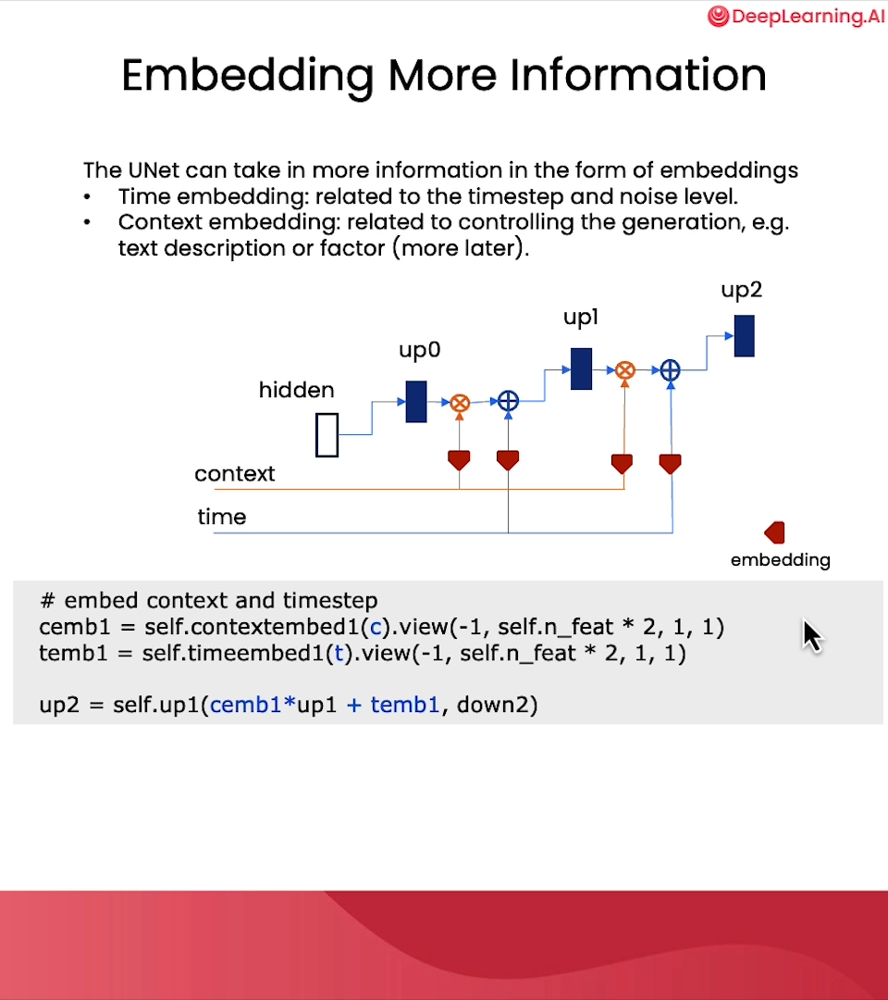 DeepLearning.AI
Embedding More Information
The UNet can take in more information in the form of embeddings
• Time embedding: related to the timestep and noise level.
• Context embedding: related to controlling the generation, e.g.
text description or factor (more later).
up2
up1
up0
hidden
context
time
embedding
# embed context and timestep
cemb1 = self.contextembed1(c).view(-1, self.n_feat * 2, 1, 1)
temb1 = self.timeembed1(t).view(-1, self.n_feat * 2, 1, 1)
up2 = self.up1(cemb1*up1 + temb1, down2)